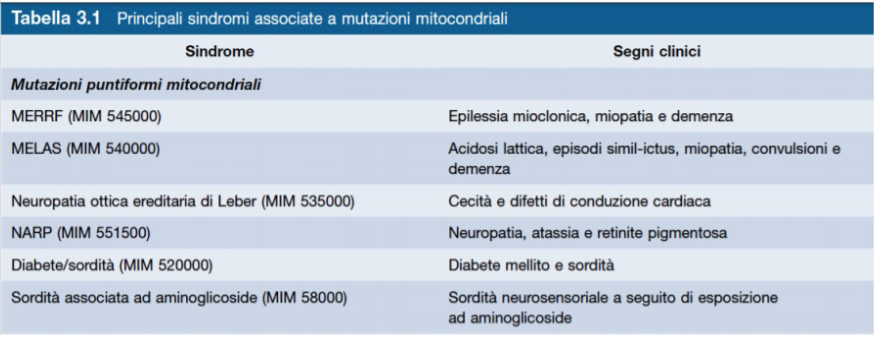 Tabella 3.1 Principali sindromi associate a mutazioni mitocondriali
Sindrome Segni clinici
Mutazioni puntiformi mitocondriali
MERRF (MIM 545000) Epilessia mioclonica, miopatia e demenza
MELAS (MIM 540000) Acidosi lattica, episodi simil-ictus, miopatia, convulsioni e
demenza
Neuropatia ottica ereditaria di Leber (MIM 535000) Cecità e difetti di conduzione cardiaca
NARP (MIM 551500) Neuropatia, atassia e retinite pigmentosa
Diabete/sordità (MIM 520000) Diabete mellito e sordità
Sordità associata ad aminoglicoside (MIM 58000) Sordità neurosensoriale a seguito di esposizione
ad aminoglicoside